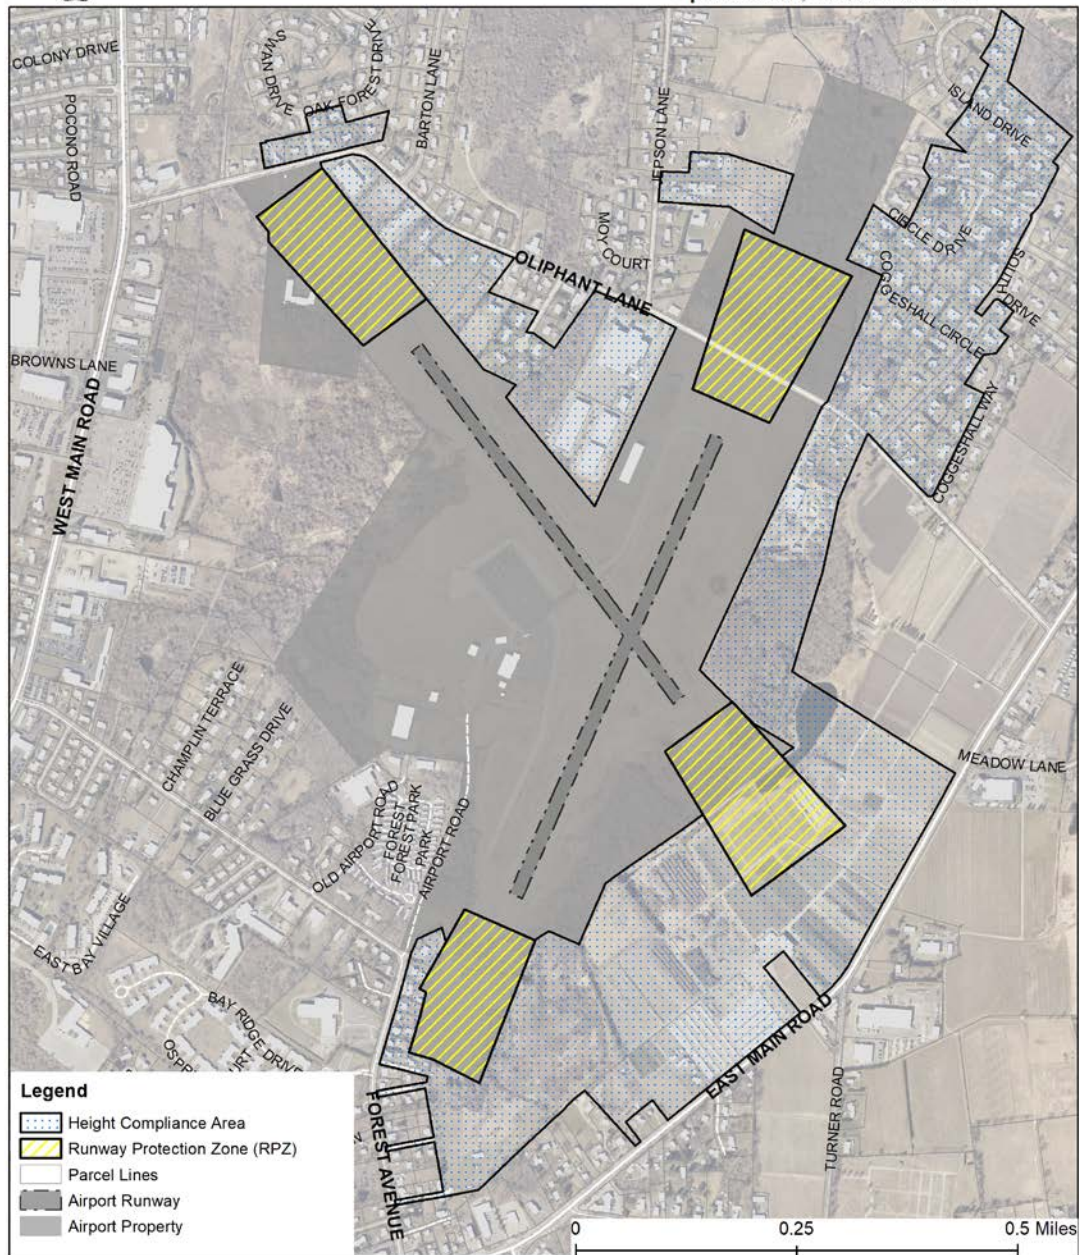 COLONY DRIVE
SWAN DRIVE
OAK FOREST DRIVE
BARTON LANE
POCONO ROAD
JEPSON LANE
ISLAND DRIVE
MOY COURT
CIRCLE DRIVE
OLIPHANT LANE
COGGESHALL CIRCLE
SOUTH DRIVE
BROWNS LANE
WEST MAIN ROAD
COGGESHALL WAY
CHAMPLIN TERRACE
BLUE GRASS DRIVE
MEADOW LANE
OLD AIRPORT ROAD
FOREST
FOREST PARK
PARK
AIRPORT ROAD
EAST BAY VILLAGE
BAY RIDGE DRIVE
EAST MAIN ROAD
TURNER ROAD
FOREST AVENUE
Legend
Height Compliance Area
Runway Protection Zone (RPZ)
Parcel Lines
Airport Runway
Airport Property
0 0.25 0.5 Miles